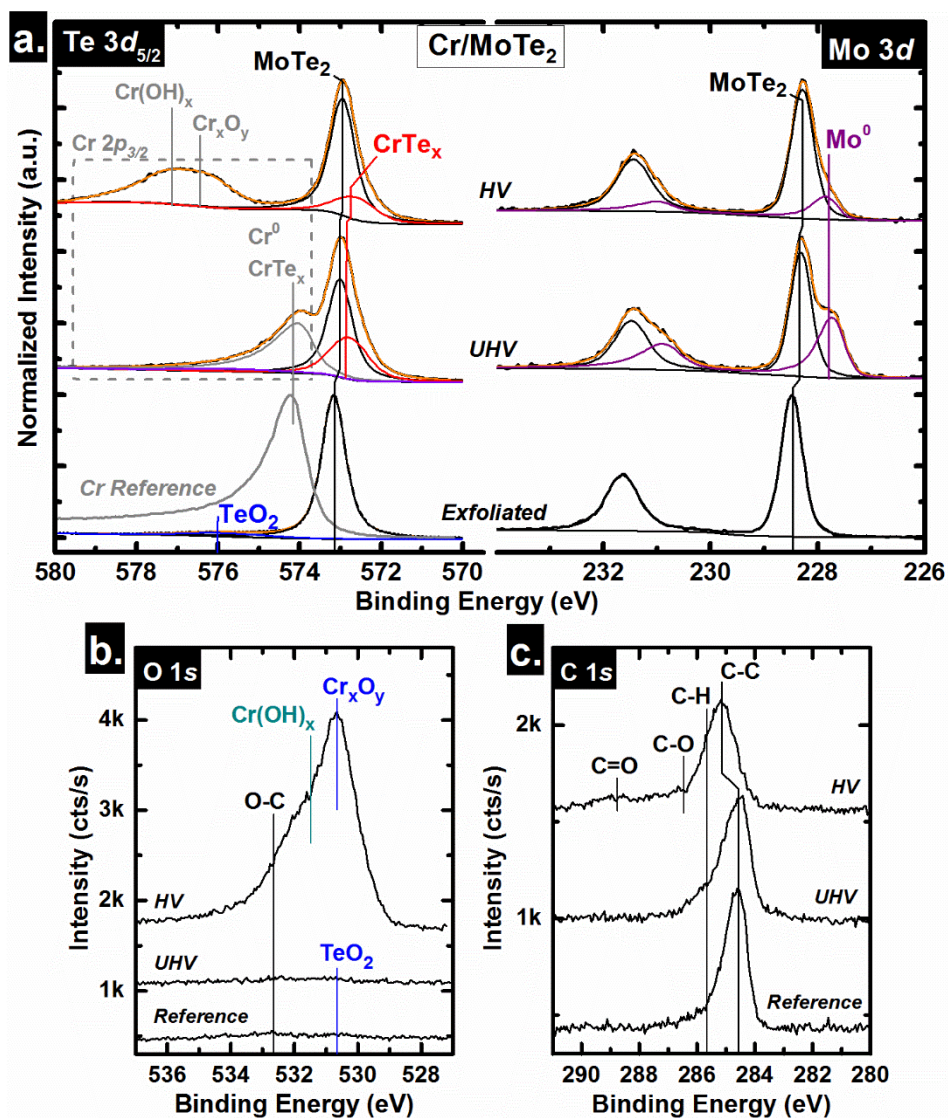 a.
Te 3d5/2
Cr/MoTe2
Mo 3d
MoTe2
MoTe2
Cr(OH)x
CrxOy
Cr 2p3/2
CrTex
Mo0
HV
Cr0
CrTex
UHV
Cr Reference
TeO2
Exfoliated
Normalized Intensity (a.u.)
580 578 576 574 572 570
232 230 228 226
Binding Energy (eV)
Binding Energy (eV)
b.
O 1s
CrxOy
Cr(OH)x
O-C
HV
UHV
TeO2
Reference
4k
3k
2k
1k
Intensity (cts/s)
536 534 532 530 528
Binding Energy (eV)
c.
C 1s
C-C
C-H
C-O
C=O
HV
UHV
Reference
2k
1k
Intensity (cts/s)
290 288 286 284 282 280
Binding Energy (eV)